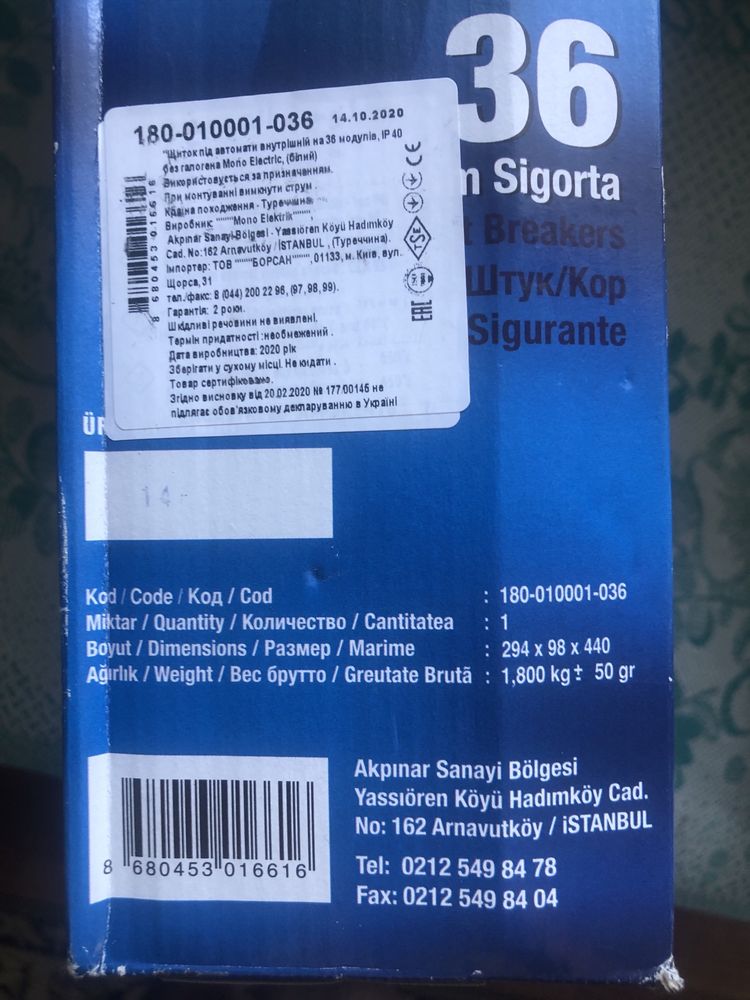 36
180-010001-036 14.10.2020
"Щиток під автомати внутрішній на 36 модулів, IP 40
без галогена Mono Electric, (білий)
Використовується за призначанням.
При монтуванні вимкнути струм.
Країна походження - Туреччина.
Виробник: """"Mono Elektrik"""",
Akpınar Sanayi Bölgesi - Yassıören Köyü Hadımköy
Cad. No:162 Arnavutköy / İSTANBUL , (Туреччина).
Імпортер: ТОВ """"БОРСАН"""",01133, м. Київ, вул.
Щорса,31
тел./факс: 8 (044) 200 22 96, (97, 98, 99).
Гарантія: 2 роки.
Шкідливі речовини не виявлені.
Термін придатності :необмежений .
Дата виробництва: 2020 рік
Зберігати у сухому місці. Не кидати .
Товар сертифіковано.
Згідно висновку від 20.02.2020 № 17700146 не
підлягає обов'язковому декларуванню в Україні
8 680453 016616
CE
TSE
EAC
m Sigorta
t Breakers
Штук/Кор
Sigurante
ÜR
14-
Kod / Code / Код / Cod : 180-010001-036
Miktar / Quantity / Количество / Cantitatea : 1
Boyut / Dimensions / Размер / Marime : 294 x 98 x 440
Ağırlık / Weight / Вес брутто / Greutate Brută : 1,800 kg± 50 gr
8 680453 016616
Akpınar Sanayi Bölgesi
Yassıören Köyü Hadımköy Cad.
No: 162 Arnavutköy / iSTANBUL
Tel: 0212 549 84 78
Fax: 0212 549 84 04